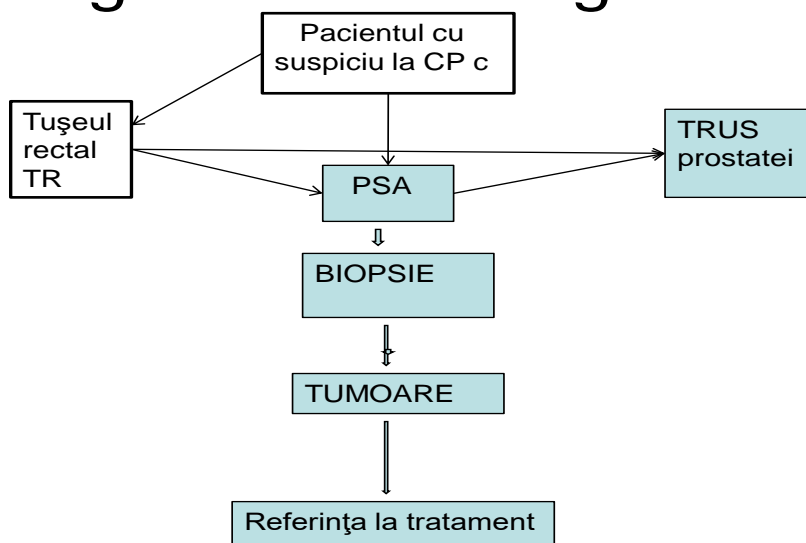 Pacientul cu
suspiciu la CP c
Tuşeul
rectal
TR
TRUS
prostatei
PSA
BIOPSIE
TUMOARE
Referinţa la tratament